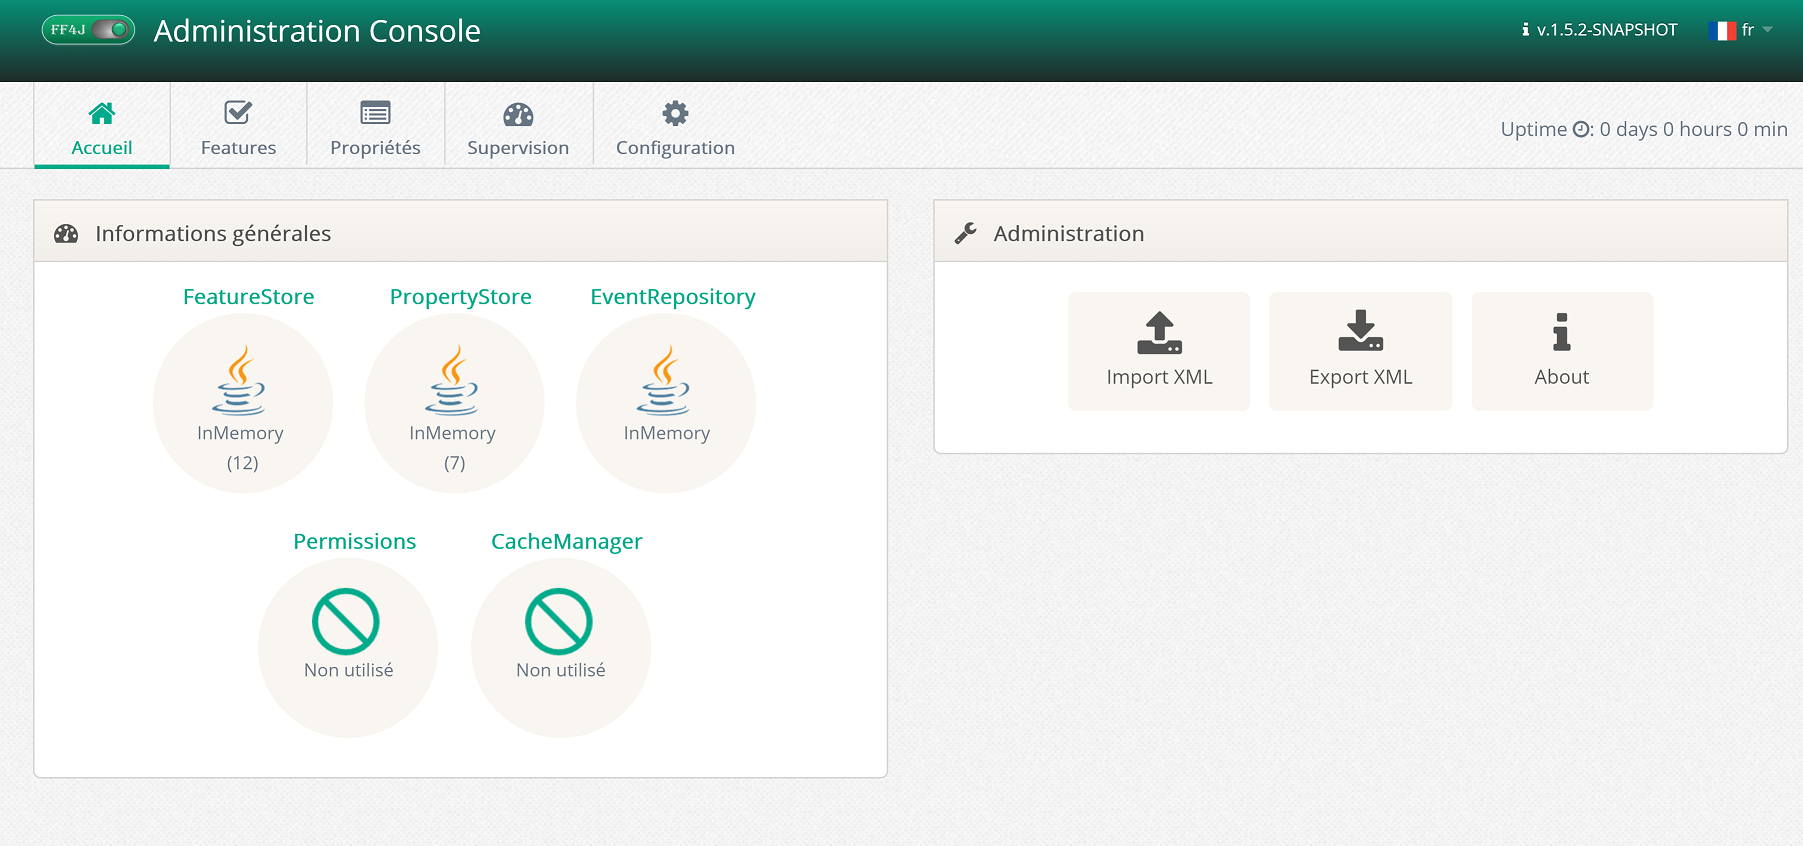 FF4J
Administration Console
v.1.5.2-SNAPSHOT
fr
Accueil
Features
Propriétés
Supervision
Configuration
Uptime : 0 days 0 hours 0 min
Informations générales
FeatureStore
PropertyStore
EventRepository
InMemory
(12)
InMemory
(7)
InMemory
Permissions
CacheManager
Non utilisé
Non utilisé
Administration
Import XML
Export XML
About